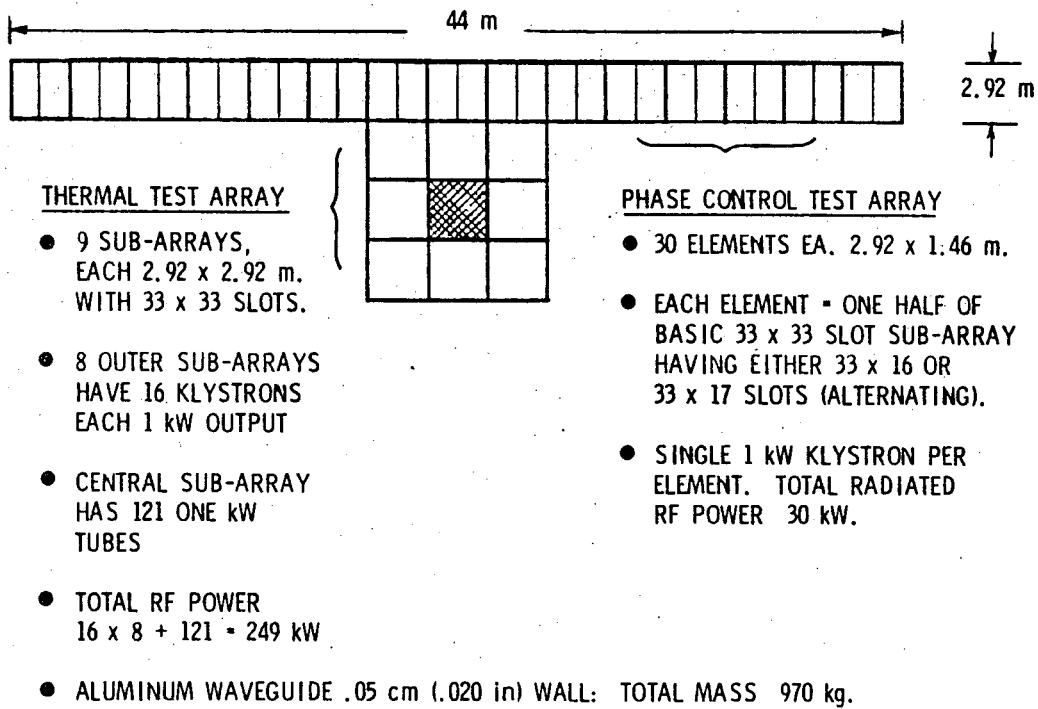 44 m
2.92 m
THERMAL TEST ARRAY
● 9 SUB-ARRAYS,
EACH 2.92 x 2.92 m.
WITH 33 x 33 SLOTS.
● 8 OUTER SUB-ARRAYS
HAVE 16 KLYSTRONS
EACH 1 kW OUTPUT
● CENTRAL SUB-ARRAY
HAS 121 ONE kW
TUBES
● TOTAL RF POWER
16 x 8 + 121 = 249 kW
PHASE CONTROL TEST ARRAY
● 30 ELEMENTS EA. 2.92 x 1.46 m.
● EACH ELEMENT = ONE HALF OF
BASIC 33 x 33 SLOT SUB-ARRAY
HAVING EITHER 33 x 16 OR
33 x 17 SLOTS (ALTERNATING).
● SINGLE 1 kW KLYSTRON PER
ELEMENT. TOTAL RADIATED
RF POWER 30 kW.
● ALUMINUM WAVEGUIDE .05 cm (.020 in) WALL: TOTAL MASS 970 kg.